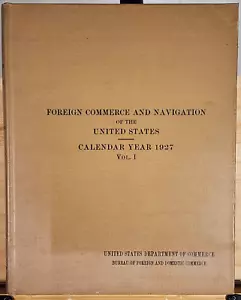 FOREIGN COMMERCE AND NAVIGATION
OF THE
UNITED STATES
CALENDAR YEAR 1927
VOL. I
UNITED STATES DEPARTMENT OF COMMERCE
BUREAU OF FOREIGN AND DOMESTIC COMMERCE